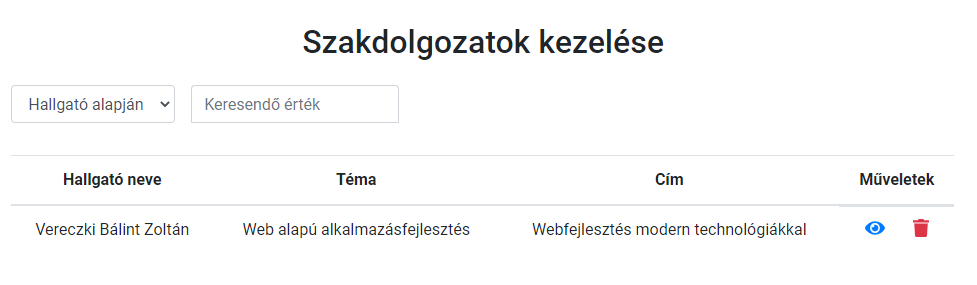 Szakdolgozatok kezelése
Hallgató alapján Keresendő érték
Hallgató neve Téma Cím Műveletek
Vereczki Bálint Zoltán Web alapú alkalmazásfejlesztés Webfejlesztés modern technológiákkal